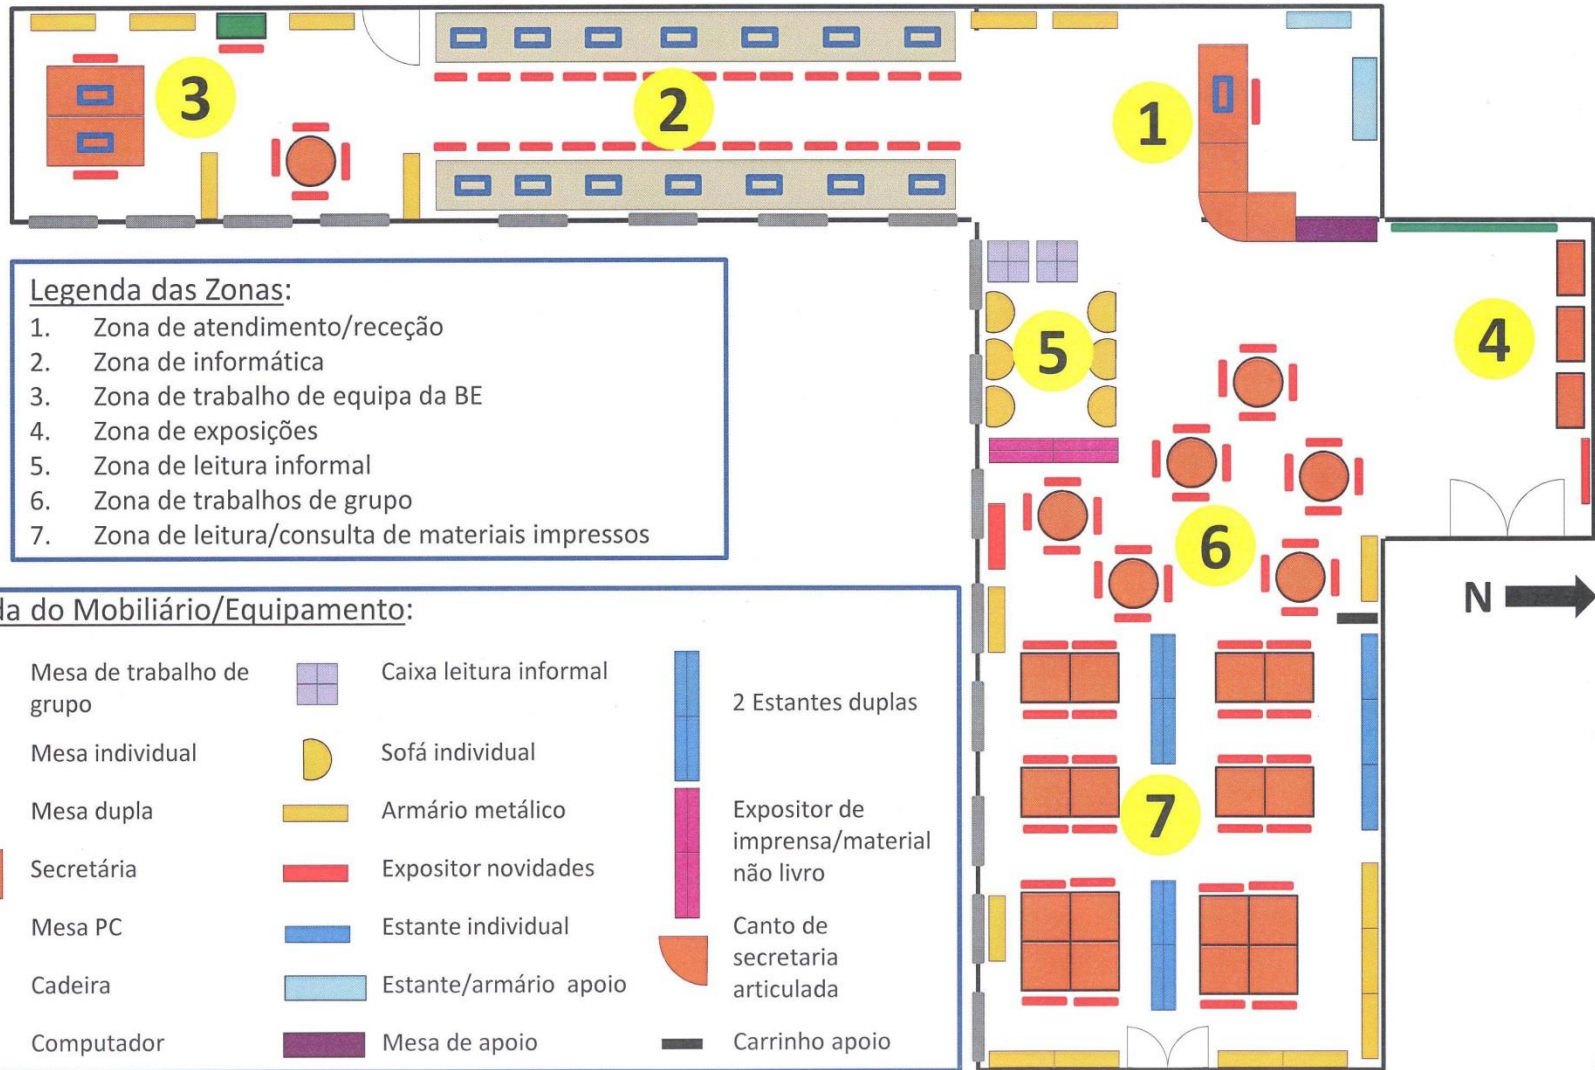 3
2
1
Legenda das Zonas:
1. Zona de atendimento/receção
2. Zona de informática
3. Zona de trabalho de equipa da BE
4. Zona de exposições
5. Zona de leitura informal
6. Zona de trabalhos de grupo
7. Zona de leitura/consulta de materiais impressos
5
4
6
N
7
do Mobiliário/Equipamento:
Mesa de trabalho de
grupo
Mesa individual
Mesa dupla
Secretária
Mesa PC
Cadeira
Computador
Caixa leitura informal
Sofá individual
Armário metálico
Expositor novidades
Estante individual
Estante/armário apoio
Mesa de apoio
2 Estantes duplas
Expositor de
imprensa/material
não livro
Canto de
secretaria
articulada
Carrinho apoio